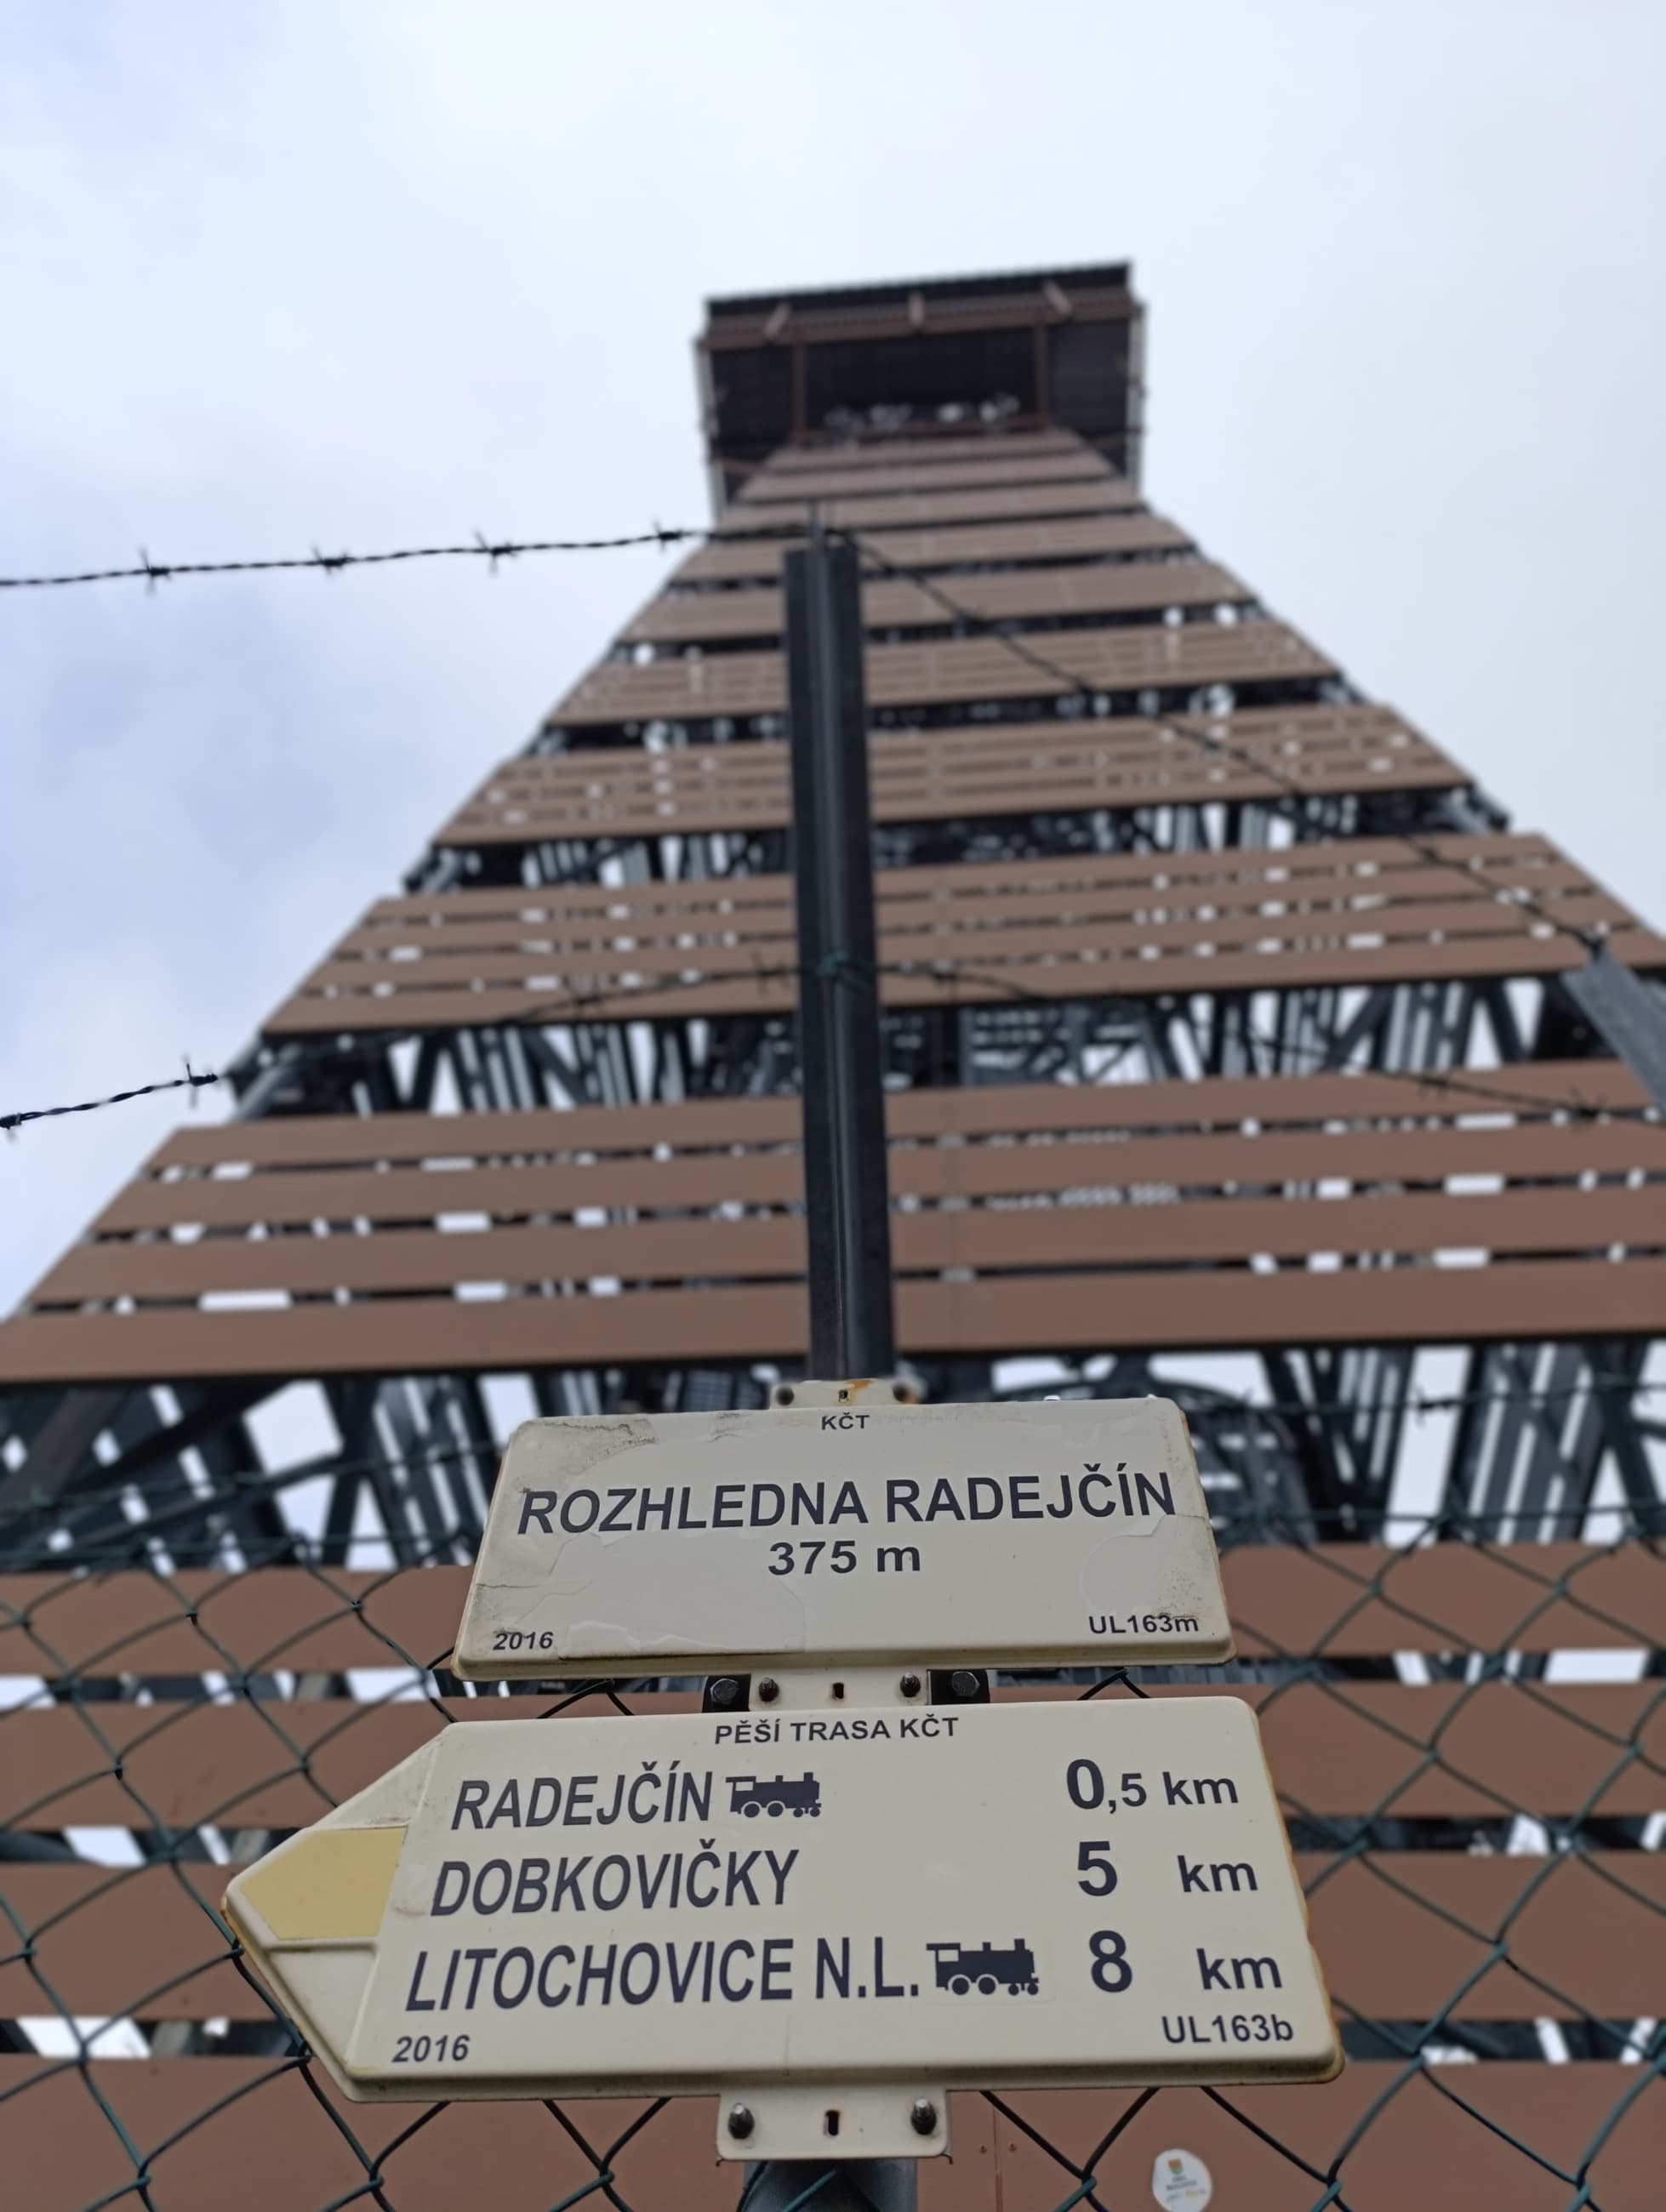 KČT
ROZHLEDNA RADEJČÍN
375 m
2016 UL163m
PĚŠÍ TRASA KČT
RADEJČÍN 0,5 km
DOBKOVIČKY 5 km
LITOCHOVICE N.L. 8 km
2016 UL163b